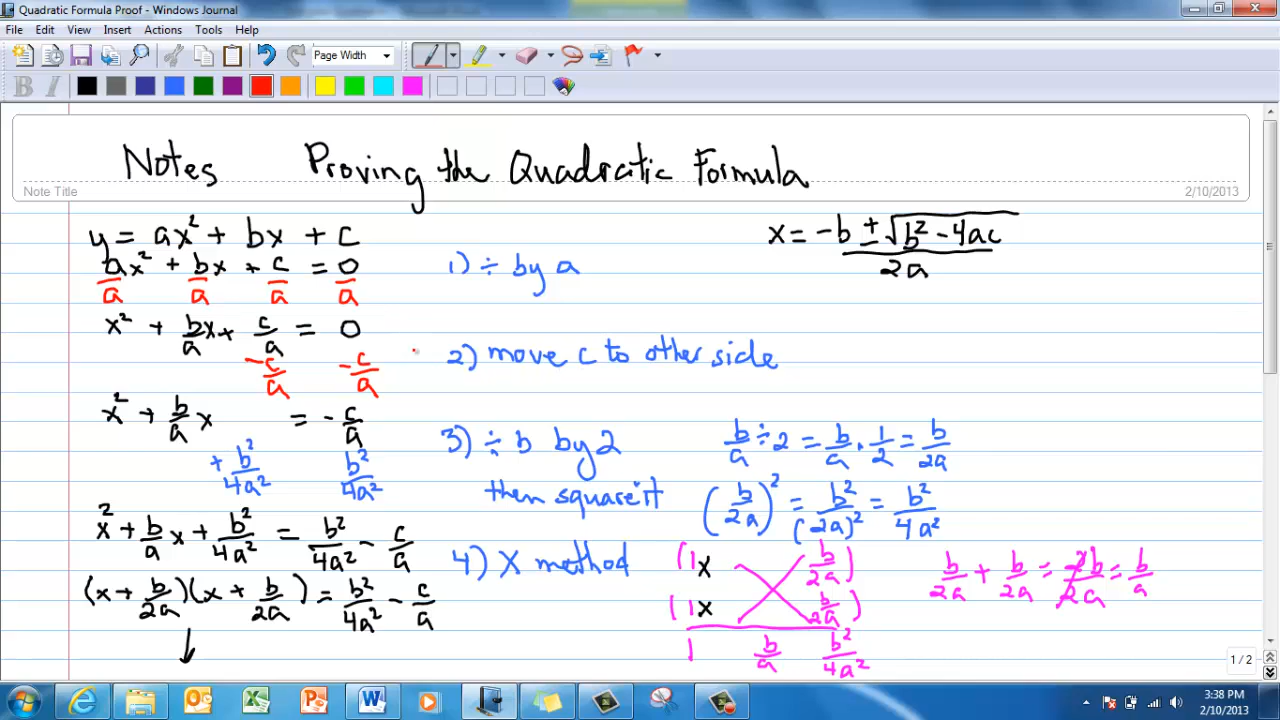 Quadratic Formula Proof - Windows Journal
File Edit View Insert Actions Tools Help
Page Width
B I
Notes Proving the Quadratic Formula
Note Title
2/10/2013
y = ax² + bx + c
x = (-b ± √(b² - 4ac))/2a
ax²/a + bx/a + c/a = 0/a
1) ÷ by a
x² + b/a x + c/a = 0
-c/a -c/a
2) move c to other side
x² + b/a x = -c/a
3) ÷ b by 2
b/a ÷ 2 = b/a · 1/2 = b/2a
+ b²/4a² b²/4a²
then square it
(b/2a)² = b²/(2a)² = b²/4a²
x² + b/a x + b²/4a² = b²/4a² - c/a
4) X method
(1x b/2a)
(1x b/2a)
1 b/a b²/4a²
b/2a + b/2a = 2b/2a = b/a
(x + b/2a)(x + b/2a) = b²/4a² - c/a
↓
1/2
3:38 PM
2/10/2013